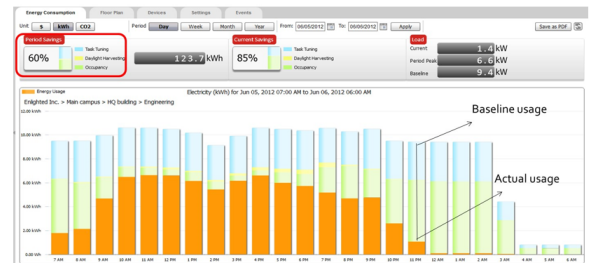 Energy Consumption Floor Plan Devices Settings Events
Unit $ kWh CO2 Period Day Week Month Year From: 06/05/2012 To: 06/06/2012 Apply Save as PDF
Period Savings
60%
Task Tuning
Daylight Harvesting
Occupancy
123.7 kWh
Current Savings
85%
Task Tuning
Daylight Harvesting
Occupancy
Load
Current 1.4 kW
Period Peak 6.6 kW
Baseline 9.4 kW
Energy Usage
Electricity (kWh) for Jun 05, 2012 07:00 AM to Jun 06, 2012 06:00 AM
Enlighted Inc. > Main campus > HQ building > Engineering
Baseline usage
Actual usage
12.00 kWh
10.00 kWh
8.00 kWh
6.00 kWh
4.00 kWh
2.00 kWh
0.00 kWh
7 AM 8 AM 9 AM 10 AM 11 AM 12 PM 1 PM 2 PM 3 PM 4 PM 5 PM 6 PM 7 PM 8 PM 9 PM 10 PM 11 PM 12 AM 1 AM 2 AM 3 AM 4 AM 5 AM 6 AM